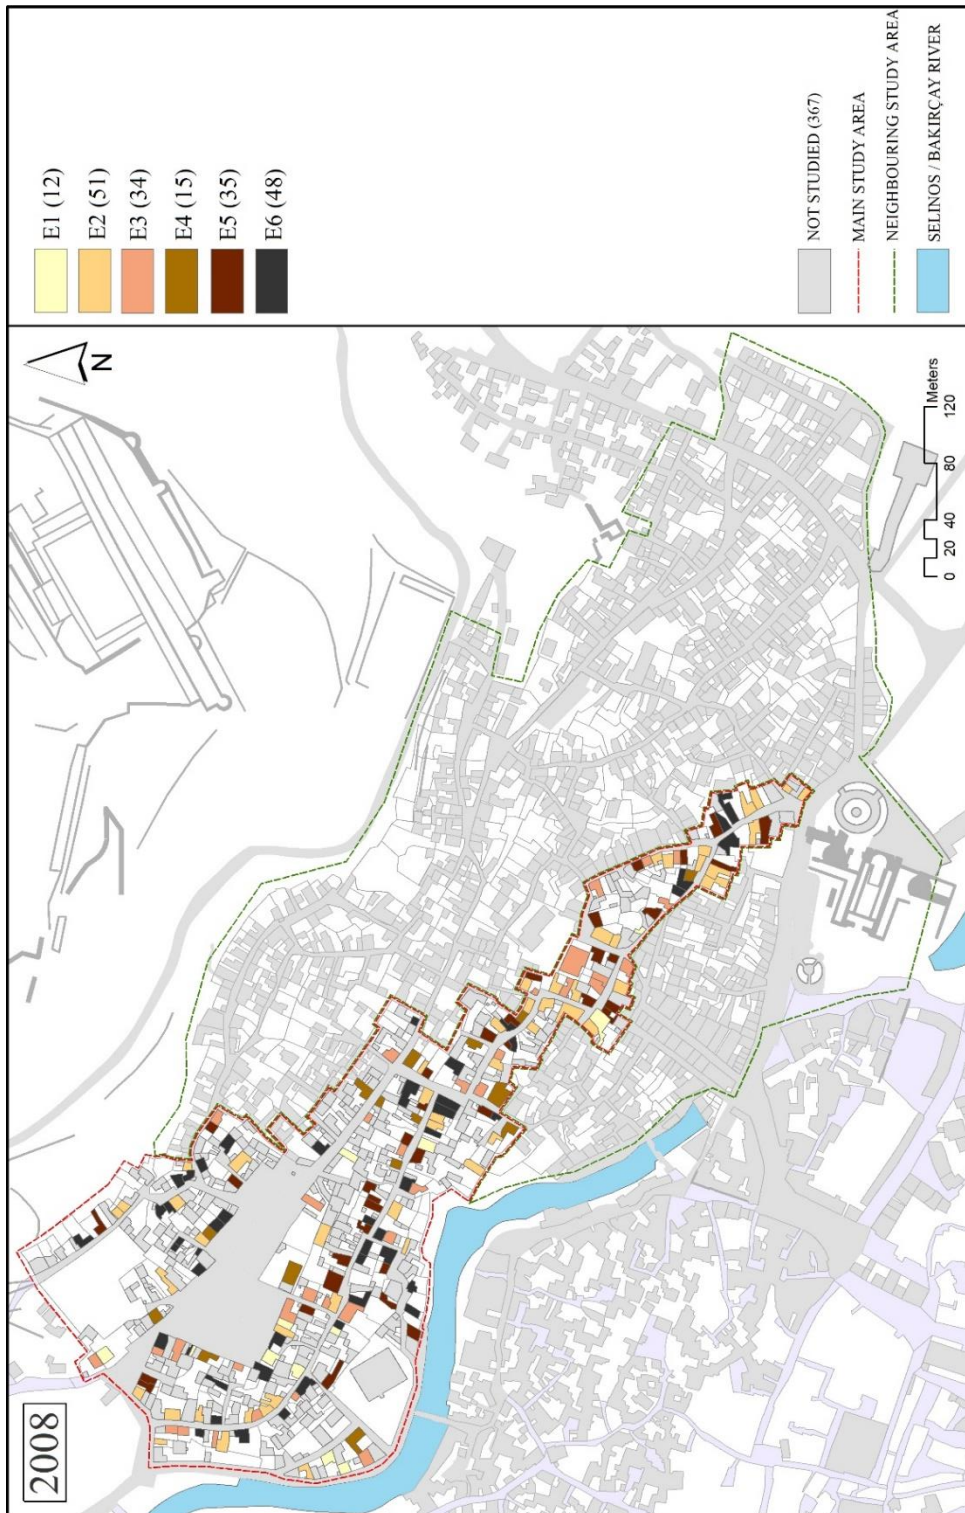 2008
N
E1 (12)
E2 (51)
E3 (34)
E4 (15)
E5 (35)
E6 (48)
NOT STUDIED (367)
MAIN STUDY AREA
NEIGHBOURING STUDY AREA
SELINOS / BAKIRÇAY RIVER
0 20 40 80 120
Meters